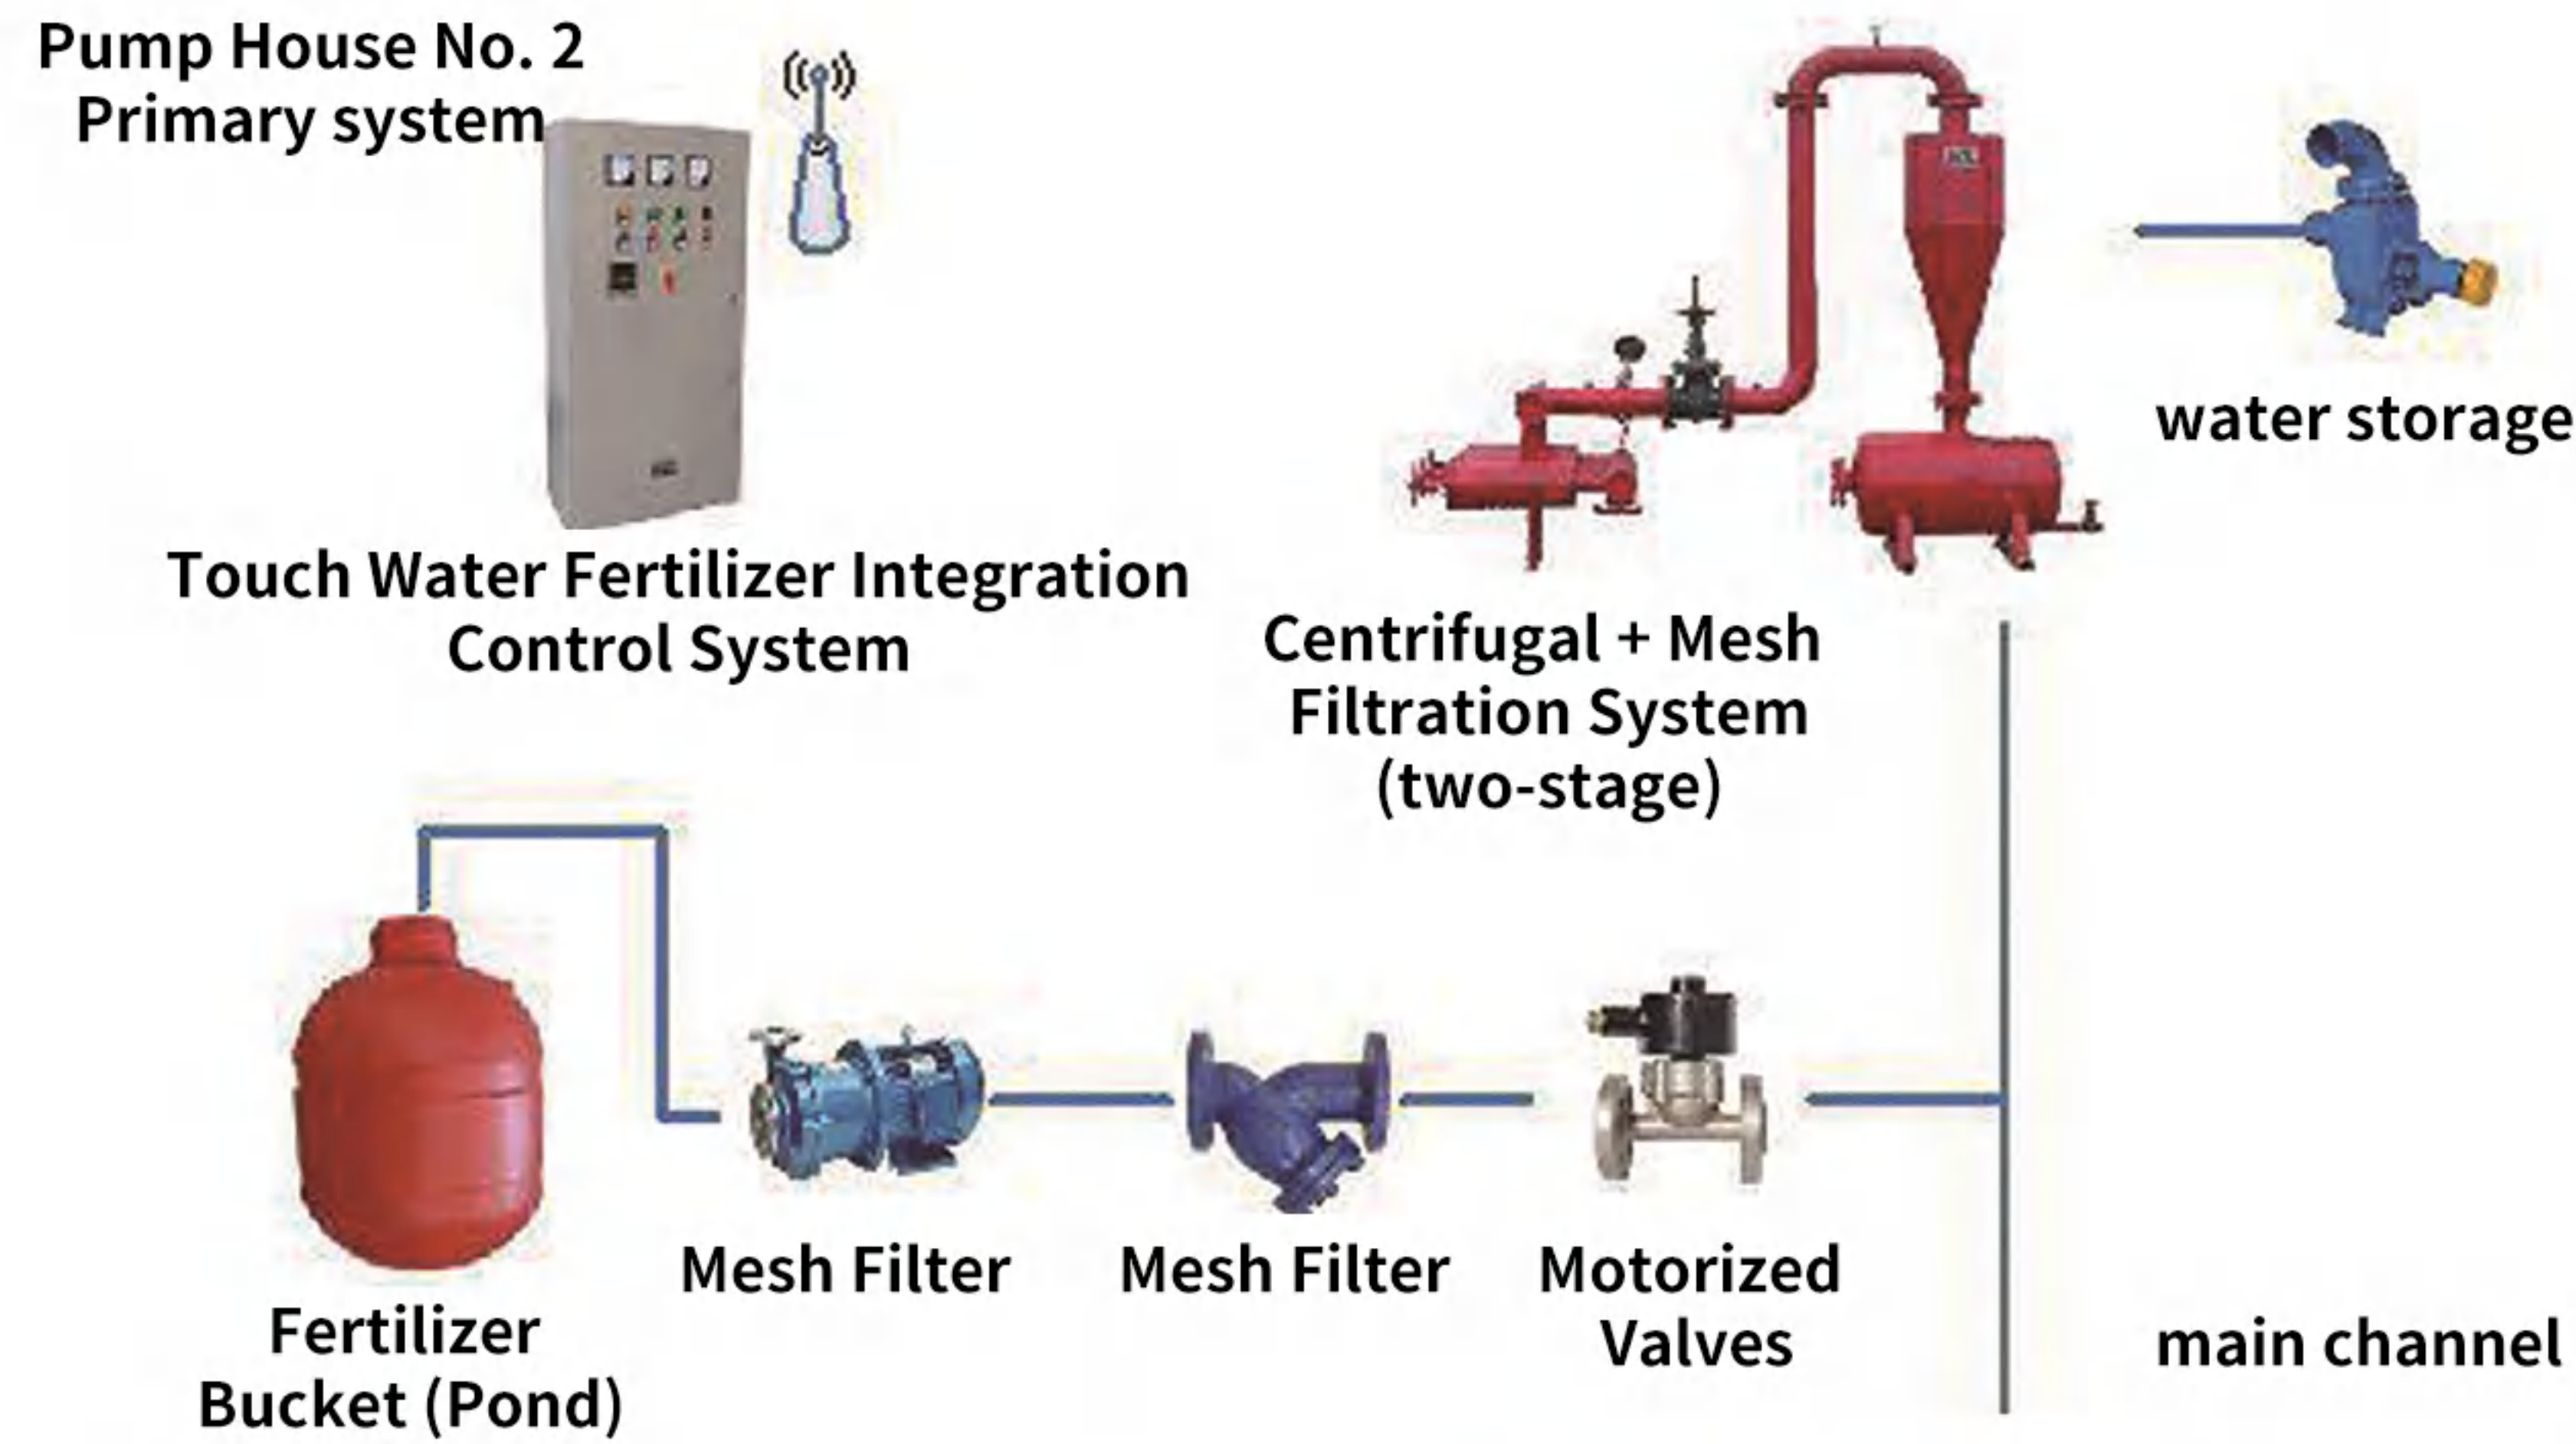 Pump House No. 2
Primary system
Touch Water Fertilizer Integration
Control System
Centrifugal + Mesh
Filtration System
(two-stage)
water storage
Fertilizer
Bucket (Pond)
Mesh Filter
Mesh Filter
Motorized
Valves
main channel